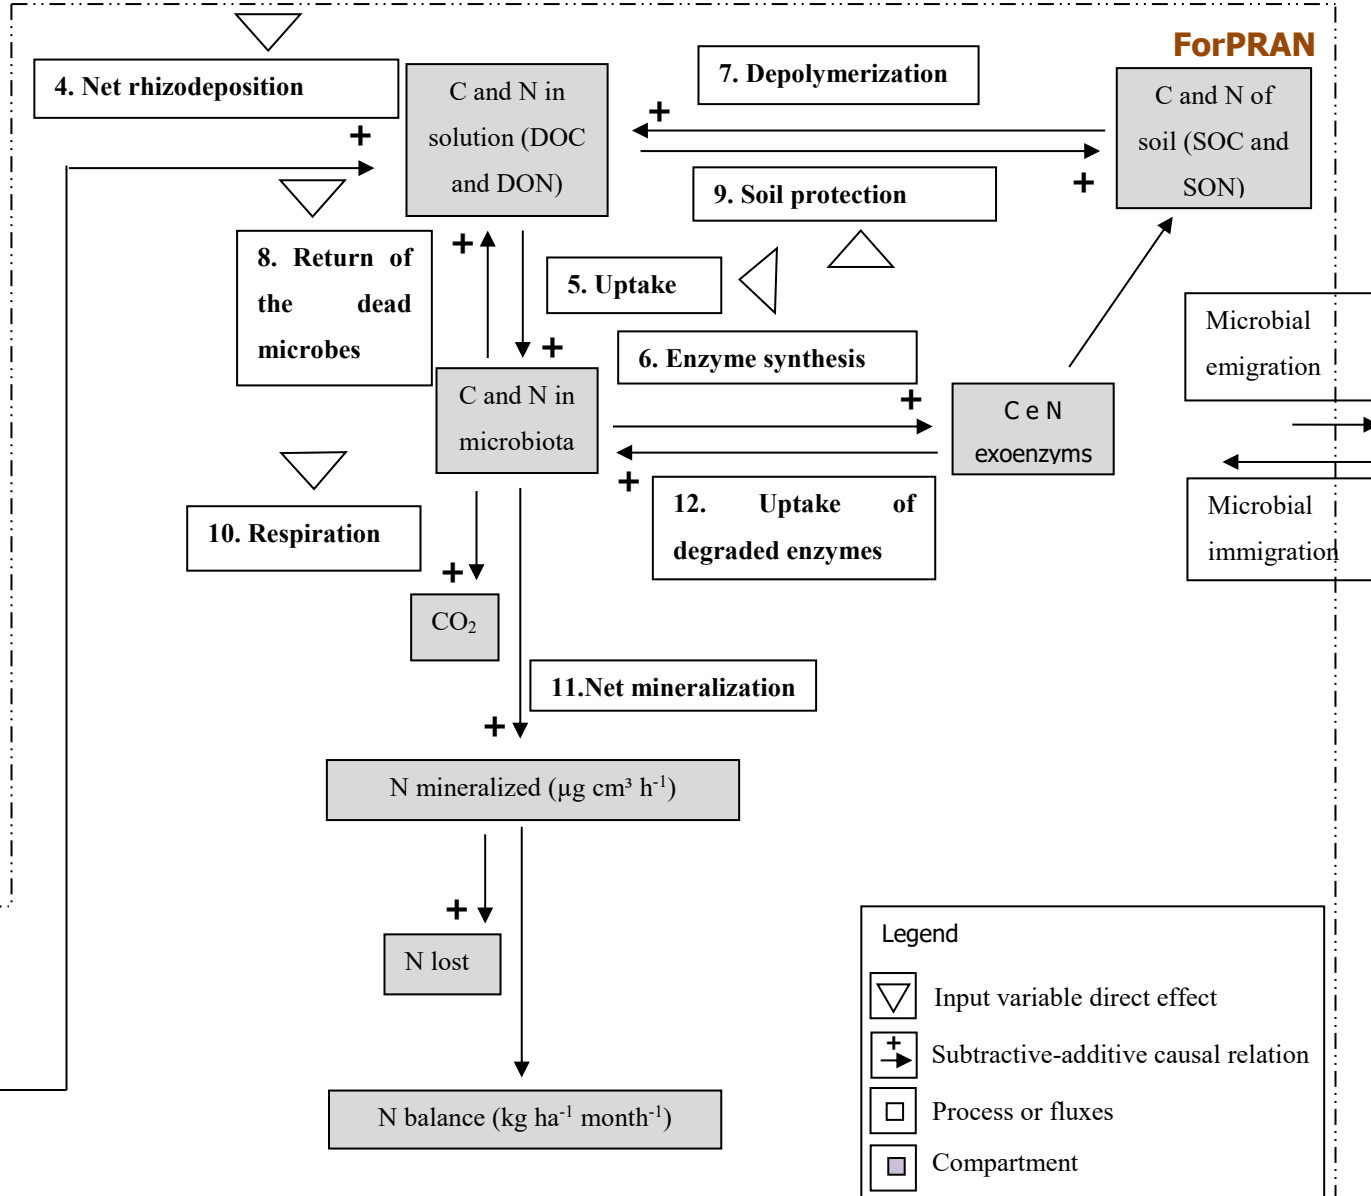 ForPRAN
4. Net rhizodeposition
C and N in
solution (DOC
and DON)
7. Depolymerization
C and N of
soil (SOC and
SON)
+
+
+
9. Soil protection
8. Return of
the dead
microbes
+
5. Uptake
+
6. Enzyme synthesis
Microbial
emigration
C and N in
microbiota
+
C e N
exoenzyms
+
12. Uptake of
degraded enzymes
Microbial
immigration
10. Respiration
+
CO₂
11.Net mineralization
+
N mineralized (µg cm³ h⁻¹)
+
N lost
N balance (kg ha⁻¹ month⁻¹)
Legend
Input variable direct effect
+
Subtractive-additive causal relation
Process or fluxes
Compartment